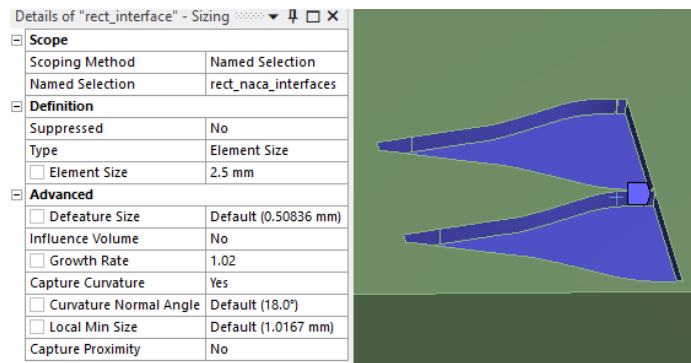 Details of "rect_interface" - Sizing
Scope
Scoping Method Named Selection
Named Selection rect_naca_interfaces
Definition
Suppressed No
Type Element Size
Element Size 2.5 mm
Advanced
Defeature Size Default (0.50836 mm)
Influence Volume No
Growth Rate 1.02
Capture Curvature Yes
Curvature Normal Angle Default (18.0°)
Local Min Size Default (1.0167 mm)
Capture Proximity No